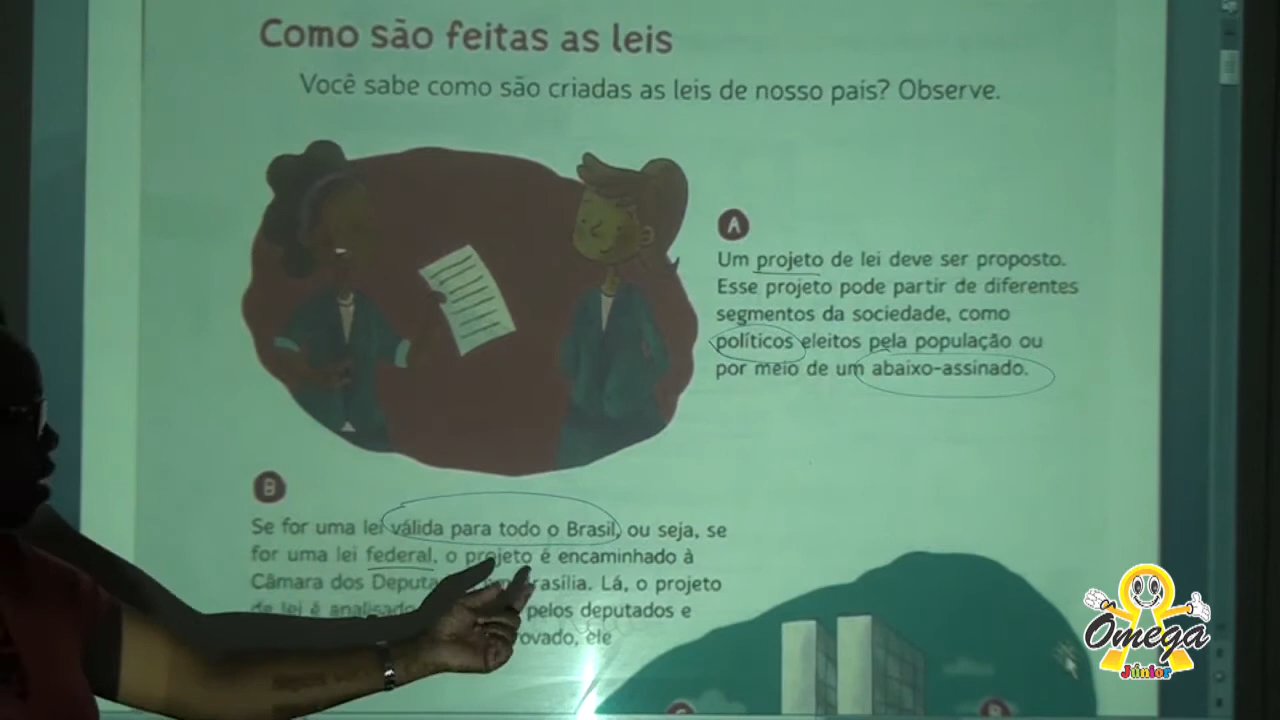 Como são feitas as leis
Você sabe como são criadas as leis de nosso país? Observe.
A
Um projeto de lei deve ser proposto.
Esse projeto pode partir de diferentes
segmentos da sociedade, como
políticos eleitos pela população ou
por meio de um abaixo-assinado.
B
Se for uma lei válida para todo o Brasil, ou seja, se
for uma lei federal, o projeto é encaminhado à
Câmara dos Brasília. Lá, o projeto
de lei é pelos deputados e
ele
Omega
Júnior